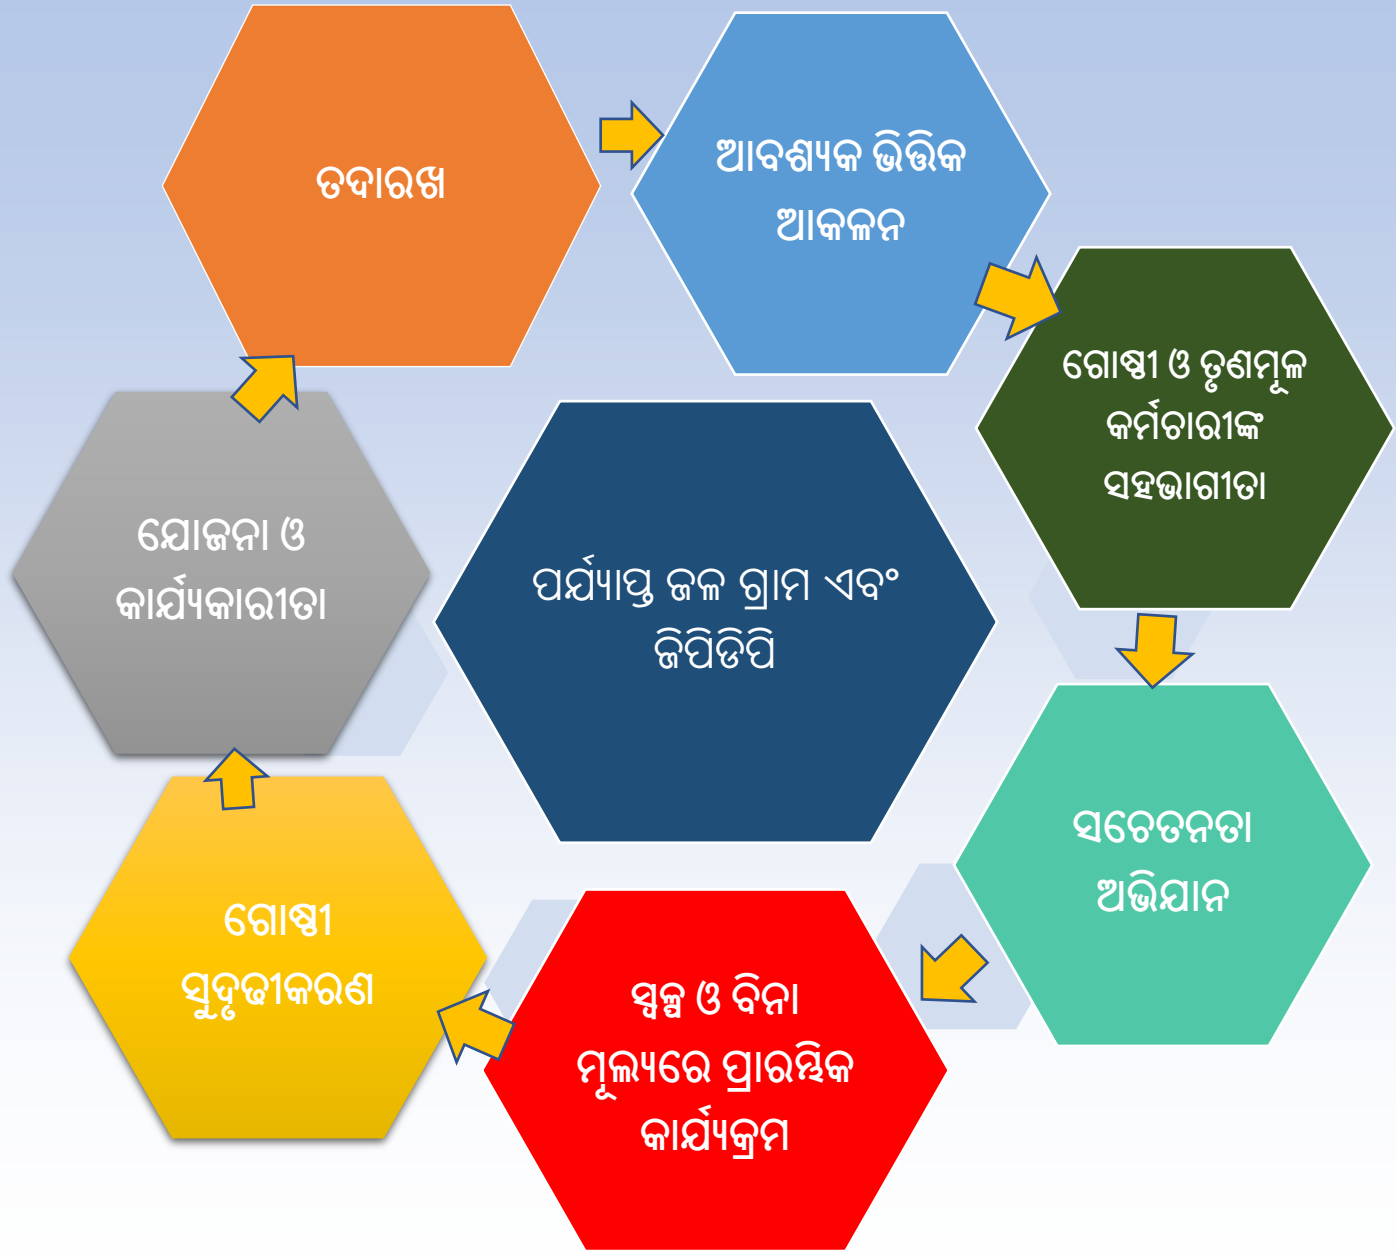 ତଦାରଖ
ଆବଶ୍ୟକ ଭିତ୍ତିକ
ଆକଳନ
ଗୋଷ୍ଠୀ ଓ ତୃଣମୂଳ
କର୍ମଚାରୀଙ୍କ
ସହଭାଗୀତା
ସଚେତନତା
ଅଭିଯାନ
ସ୍ୱଳ୍ପ ଓ ବିନା
ମୂଲ୍ୟରେ ପ୍ରାରମ୍ଭିକ
କାର୍ଯ୍ୟକ୍ରମ
ଗୋଷ୍ଠୀ
ସୁଦୃଢୀକରଣ
ଯୋଜନା ଓ
କାର୍ଯ୍ୟକାରୀତା
ପର୍ଯ୍ୟାପ୍ତ ଜଳ ଗ୍ରାମ ଏବଂ
ଜିପିଡିପି